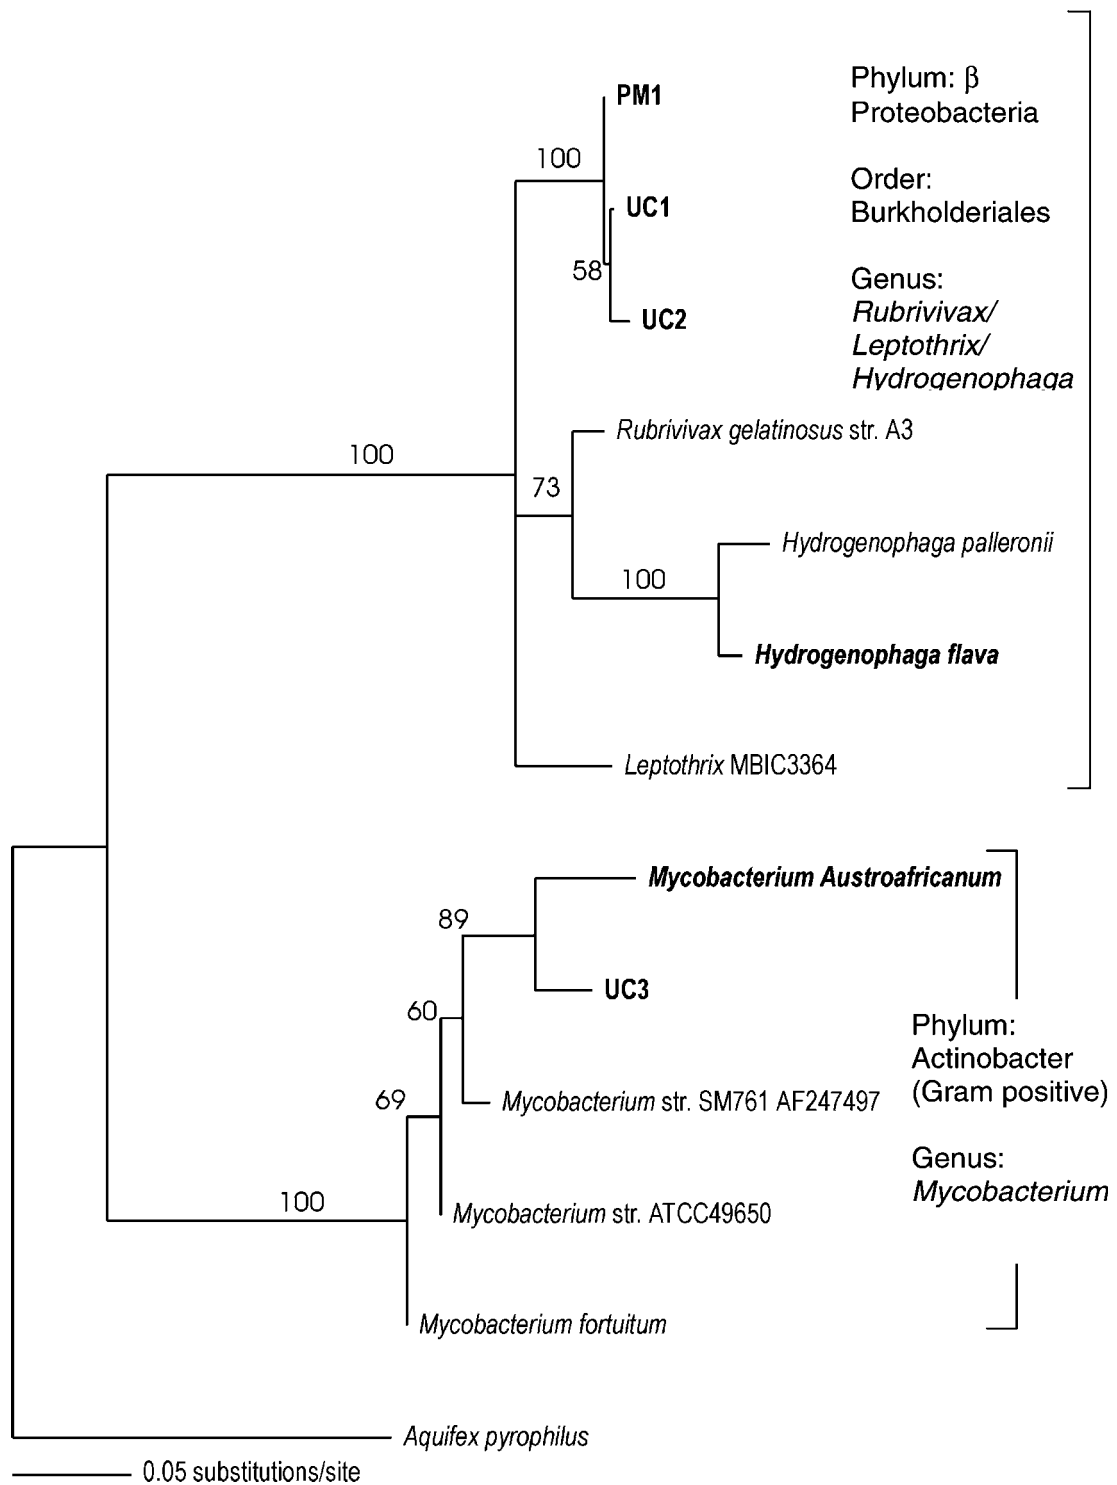 PM1
Phylum: β
Proteobacteria
100
Order:
Burkholderiales
UC1
58
Genus:
Rubrivivax/
Leptothrix/
Hydrogenophaga
UC2
Rubrivivax gelatinosus str. A3
100
73
Hydrogenophaga palleronii
100
Hydrogenophaga flava
Leptothrix MBIC3364
Mycobacterium Austroafricanum
89
UC3
60
Phylum:
Actinobacter
(Gram positive)
69
Mycobacterium str. SM761 AF247497
Genus:
Mycobacterium
100
Mycobacterium str. ATCC49650
Mycobacterium fortuitum
Aquifex pyrophilus
0.05 substitutions/site